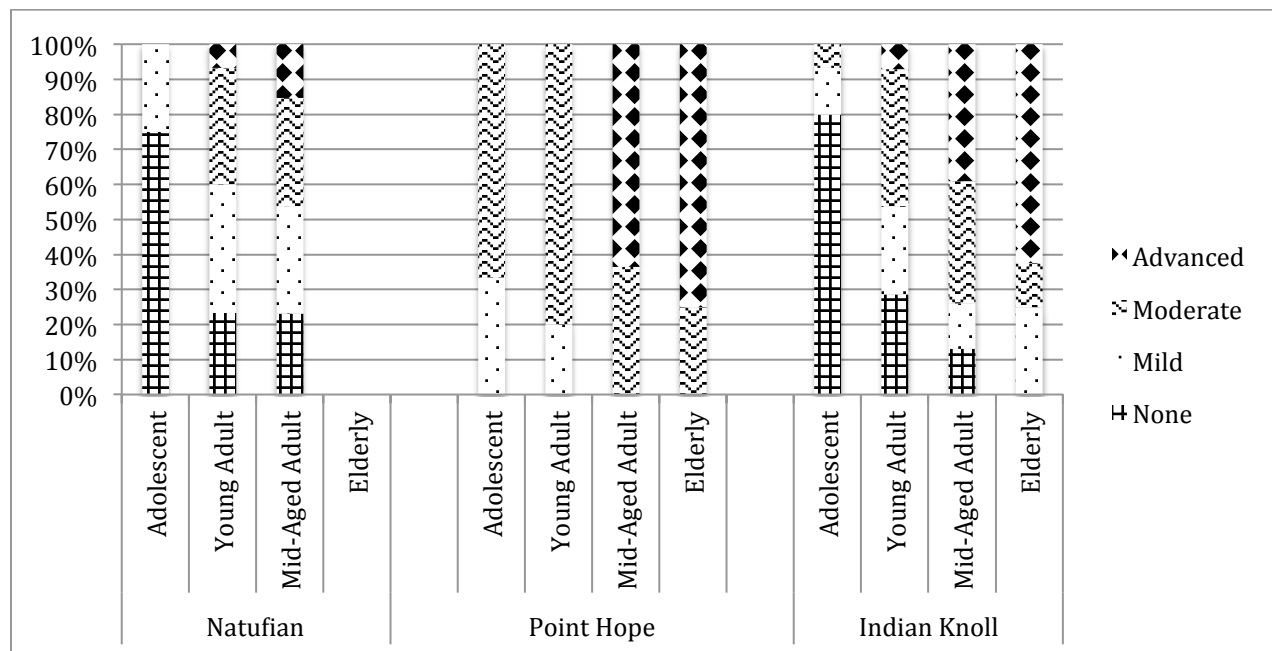 100%
90%
80%
70%
60%
50%
40%
30%
20%
10%
0%
Adolescent
Young Adult
Mid-Aged Adult
Elderly
Adolescent
Young Adult
Mid-Aged Adult
Elderly
Adolescent
Young Adult
Mid-Aged Adult
Elderly
Natufian
Point Hope
Indian Knoll
Advanced
Moderate
Mild
None